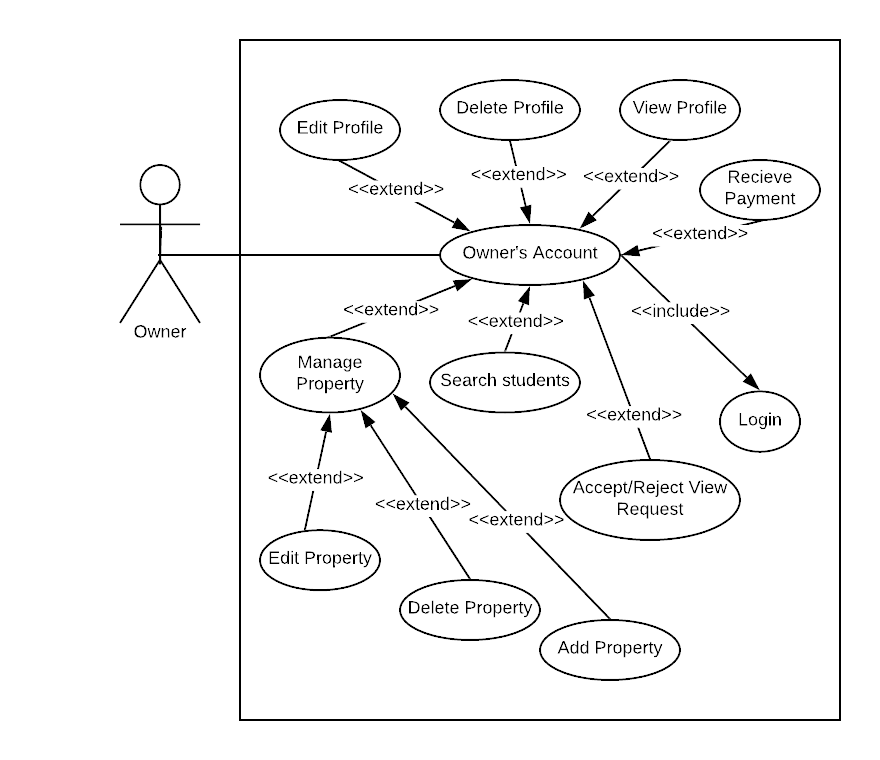 Delete Profile
View Profile
Edit Profile
<<extend>>
<<extend>>
<<extend>>
Recieve
Payment
<<extend>>
Owner's Account
Owner
<<extend>>
<<extend>>
<<include>>
Manage
Property
Search students
<<extend>>
Login
<<extend>>
<<extend>>
<<extend>>
Accept/Reject View
Request
Edit Property
Delete Property
Add Property